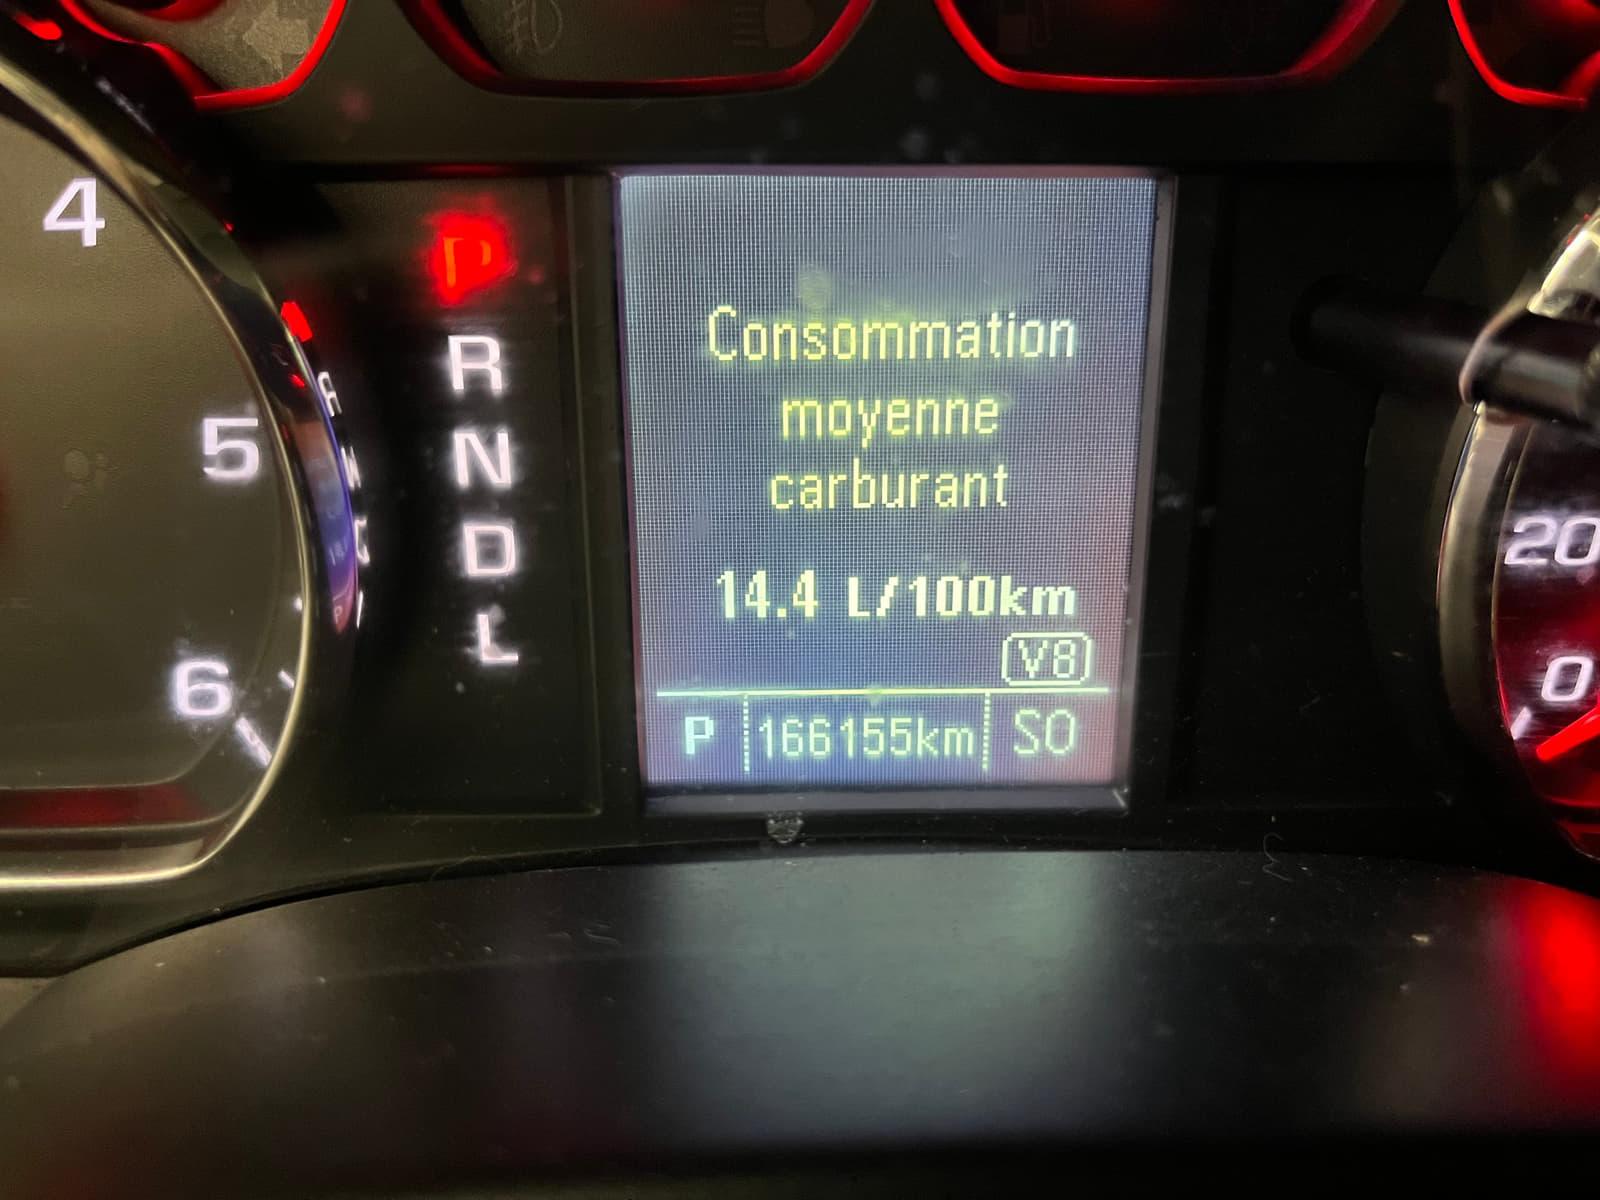 4
5
6
P
R
N
D
L
Consommation
moyenne
carburant
14.4 L/100km
V8
P 166155km SO
20
0